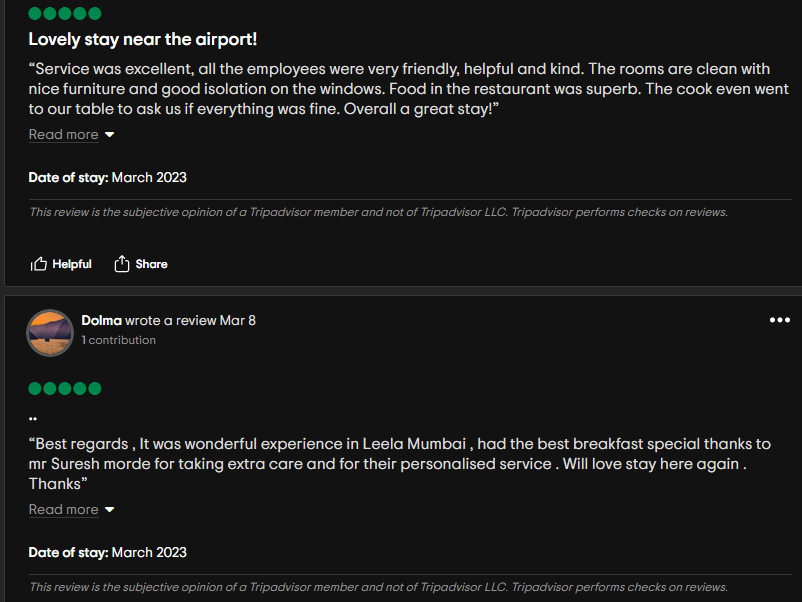 Lovely stay near the airport!
“Service was excellent, all the employees were very friendly, helpful and kind. The rooms are clean with
nice furniture and good isolation on the windows. Food in the restaurant was superb. The cook even went
to our table to ask us if everything was fine. Overall a great stay!”
Read more
Date of stay: March 2023
This review is the subjective opinion of a Tripadvisor member and not of Tripadvisor LLC. Tripadvisor performs checks on reviews.
Helpful Share
Dolma wrote a review Mar 8
1 contribution
..
“Best regards , It was wonderful experience in Leela Mumbai , had the best breakfast special thanks to
mr Suresh morde for taking extra care and for their personalised service . Will love stay here again .
Thanks”
Read more
Date of stay: March 2023
This review is the subjective opinion of a Tripadvisor member and not of Tripadvisor LLC. Tripadvisor performs checks on reviews.